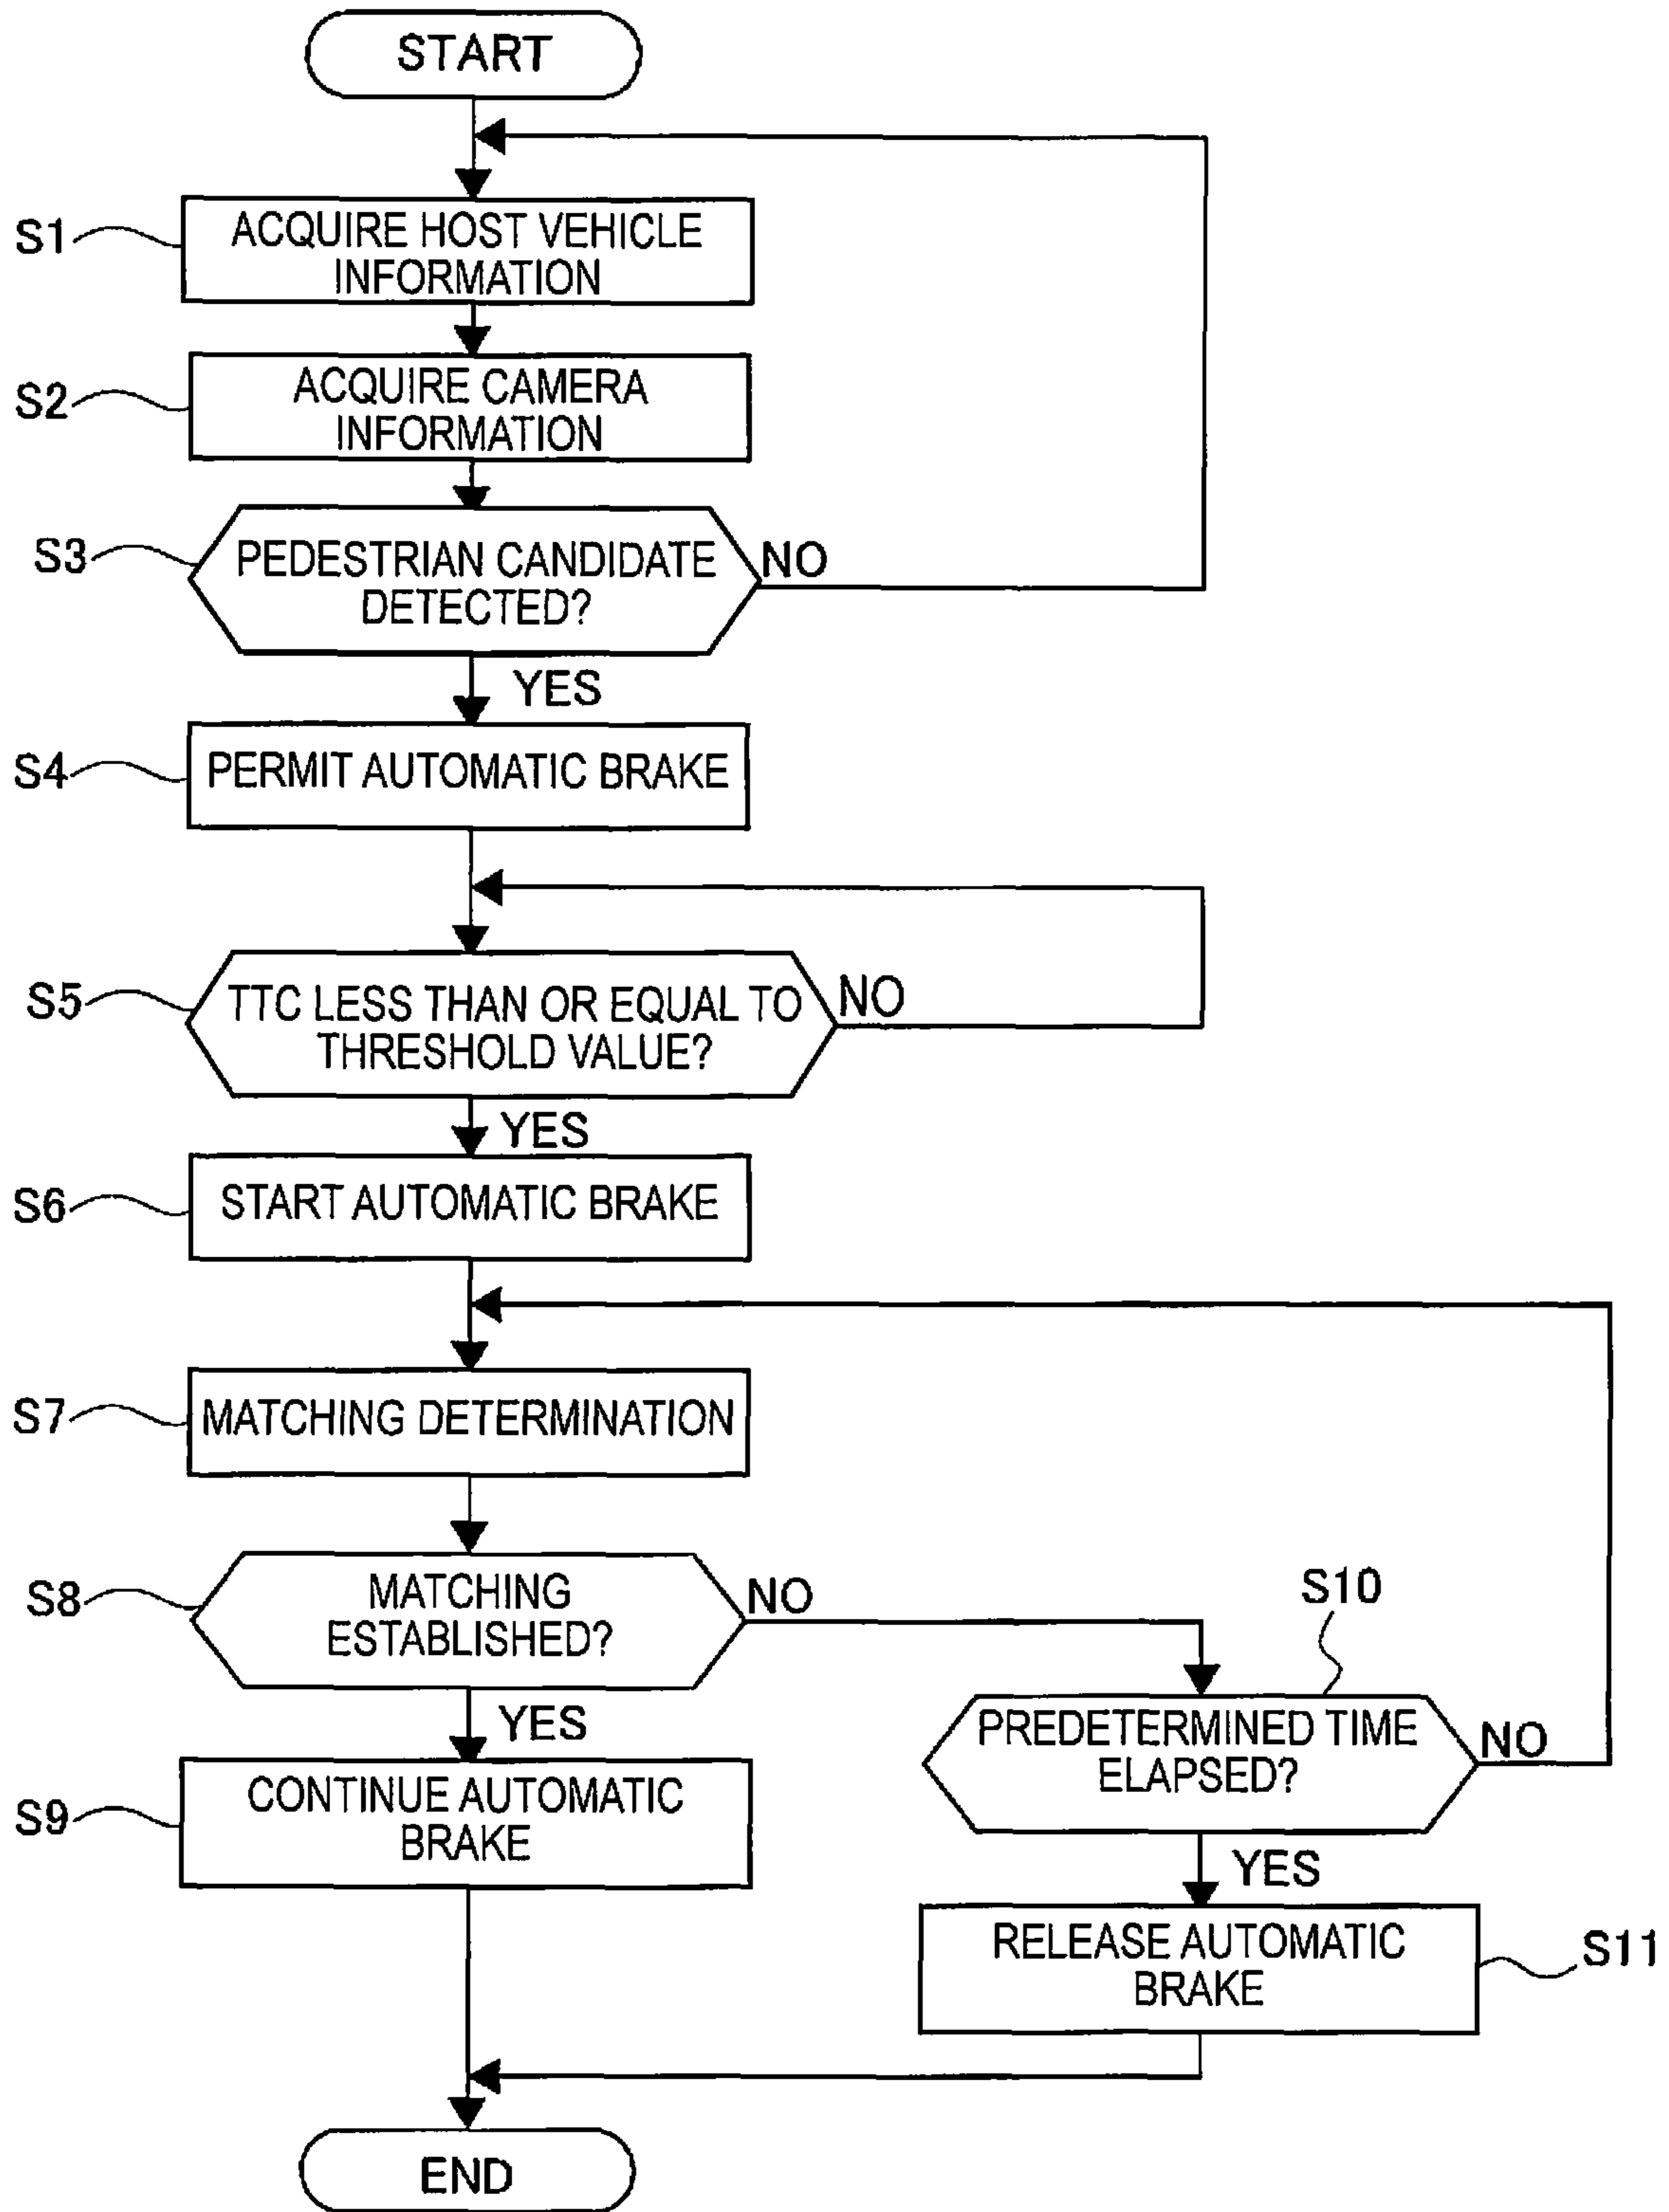 START
S1
ACQUIRE HOST VEHICLE
INFORMATION
S2
ACQUIRE CAMERA
INFORMATION
S3
PEDESTRIAN CANDIDATE
DETECTED?
NO
YES
S4
PERMIT AUTOMATIC BRAKE
S5
TTC LESS THAN OR EQUAL TO
THRESHOLD VALUE?
NO
YES
S6
START AUTOMATIC BRAKE
S7
MATCHING DETERMINATION
S8
MATCHING
ESTABLISHED?
NO
YES
S10
PREDETERMINED TIME
ELAPSED?
NO
YES
S9
CONTINUE AUTOMATIC
BRAKE
RELEASE AUTOMATIC
BRAKE
S11
END